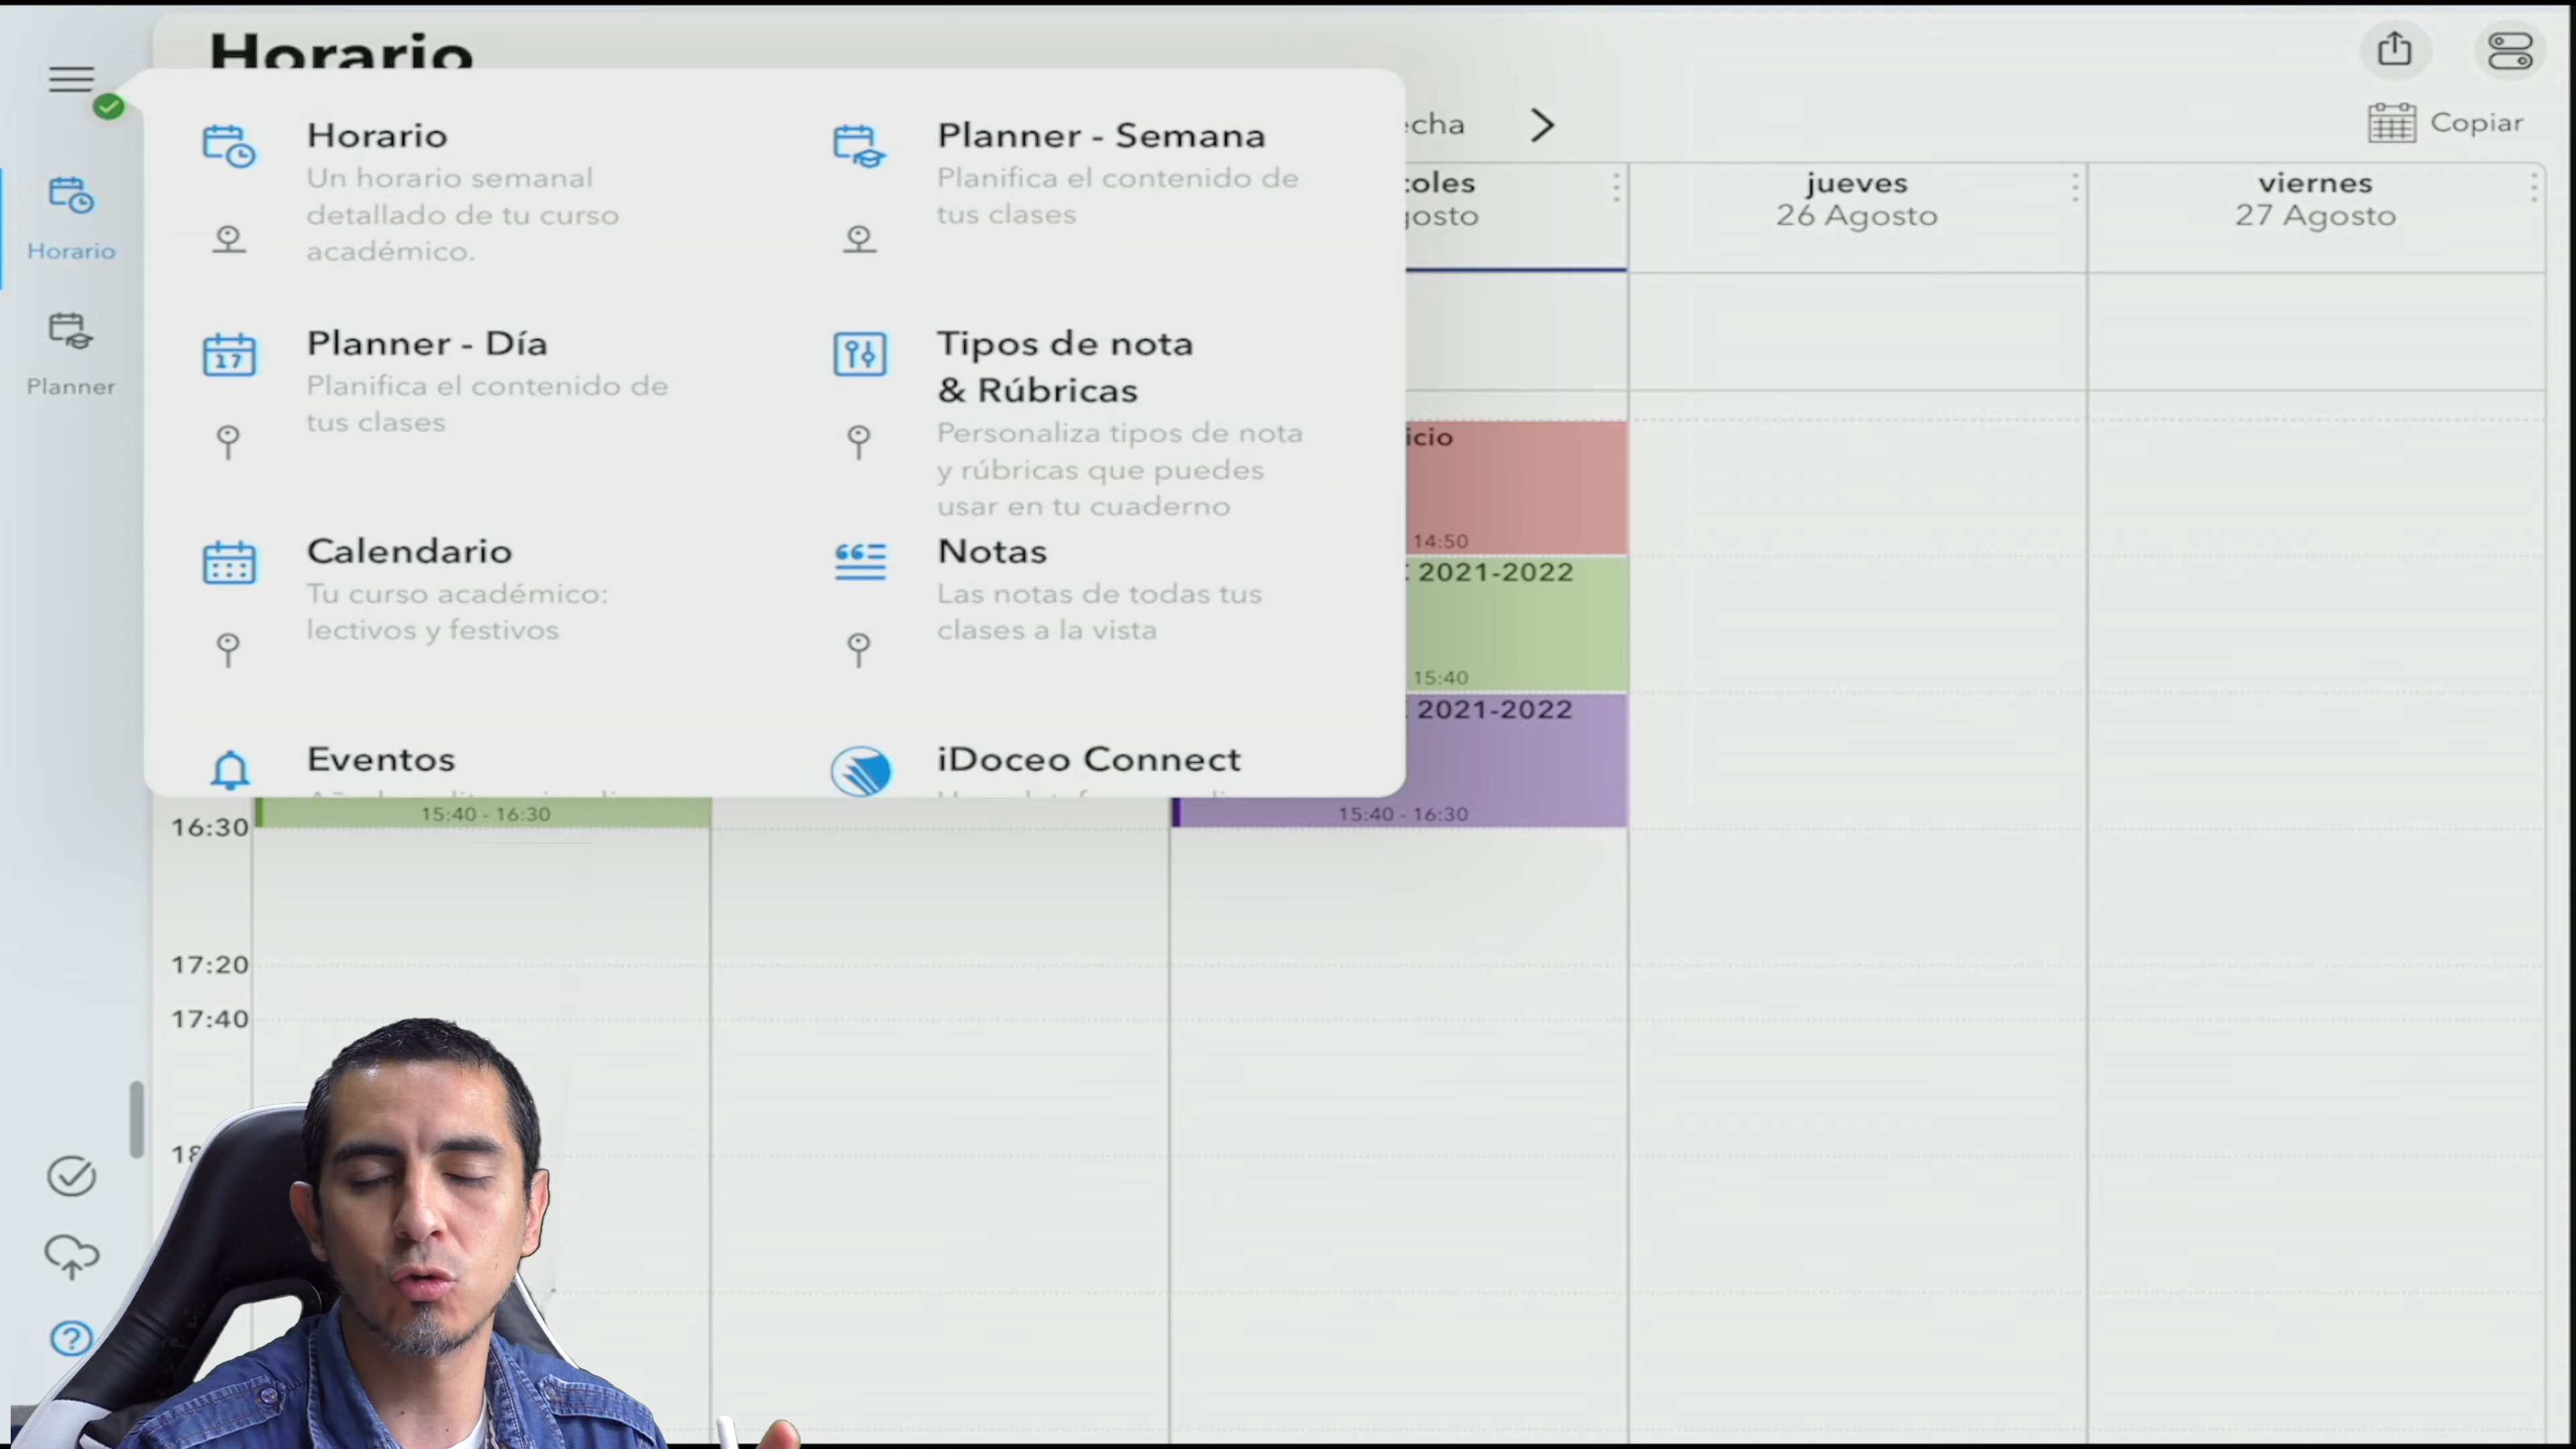 Horario
Horario
Un horario semanal
detallado de tu curso
académico.
Planner - Semana
Planifica el contenido de
tus clases
Planner - Día
Planifica el contenido de
tus clases
Tipos de nota
& Rúbricas
Personaliza tipos de nota
y rúbricas que puedes
usar en tu cuaderno
Calendario
Tu curso académico:
lectivos y festivos
Notas
Las notas de todas tus
clases a la vista
Eventos
iDoceo Connect
Horario
Planner
Copiar
jueves
26 Agosto
viernes
27 Agosto
14:50
2021-2022
15:40
2021-2022
15:40 - 16:30
15:40 - 16:30
16:30
17:20
17:40
17